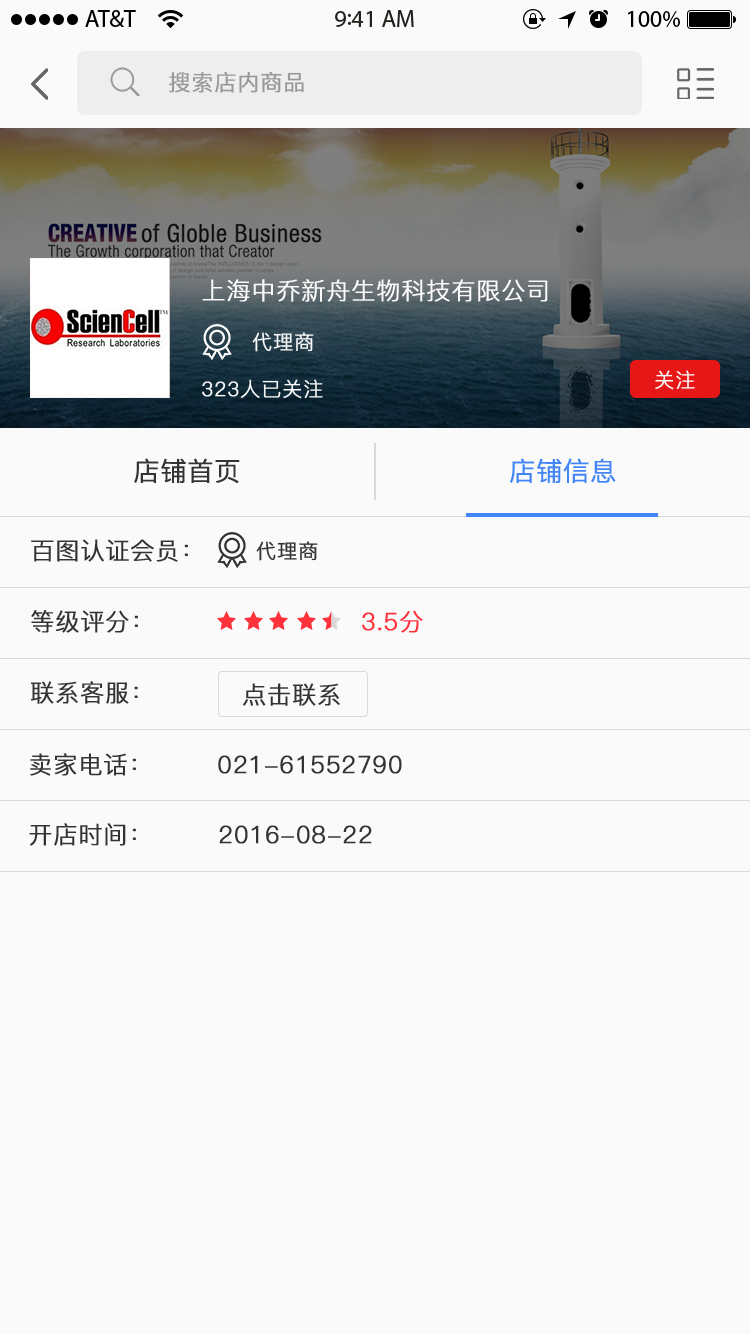 AT&T 9:41 AM 100%
搜索店内商品
CREATIVE of Globle Business
The Growth corporation that Creator
上海中乔新舟生物科技有限公司
ScienCell™
Research Laboratories
代理商
323人已关注
关注
店铺首页 店铺信息
百图认证会员: 代理商
等级评分: 3.5分
联系客服: 点击联系
卖家电话: 021-61552790
开店时间: 2016-08-22